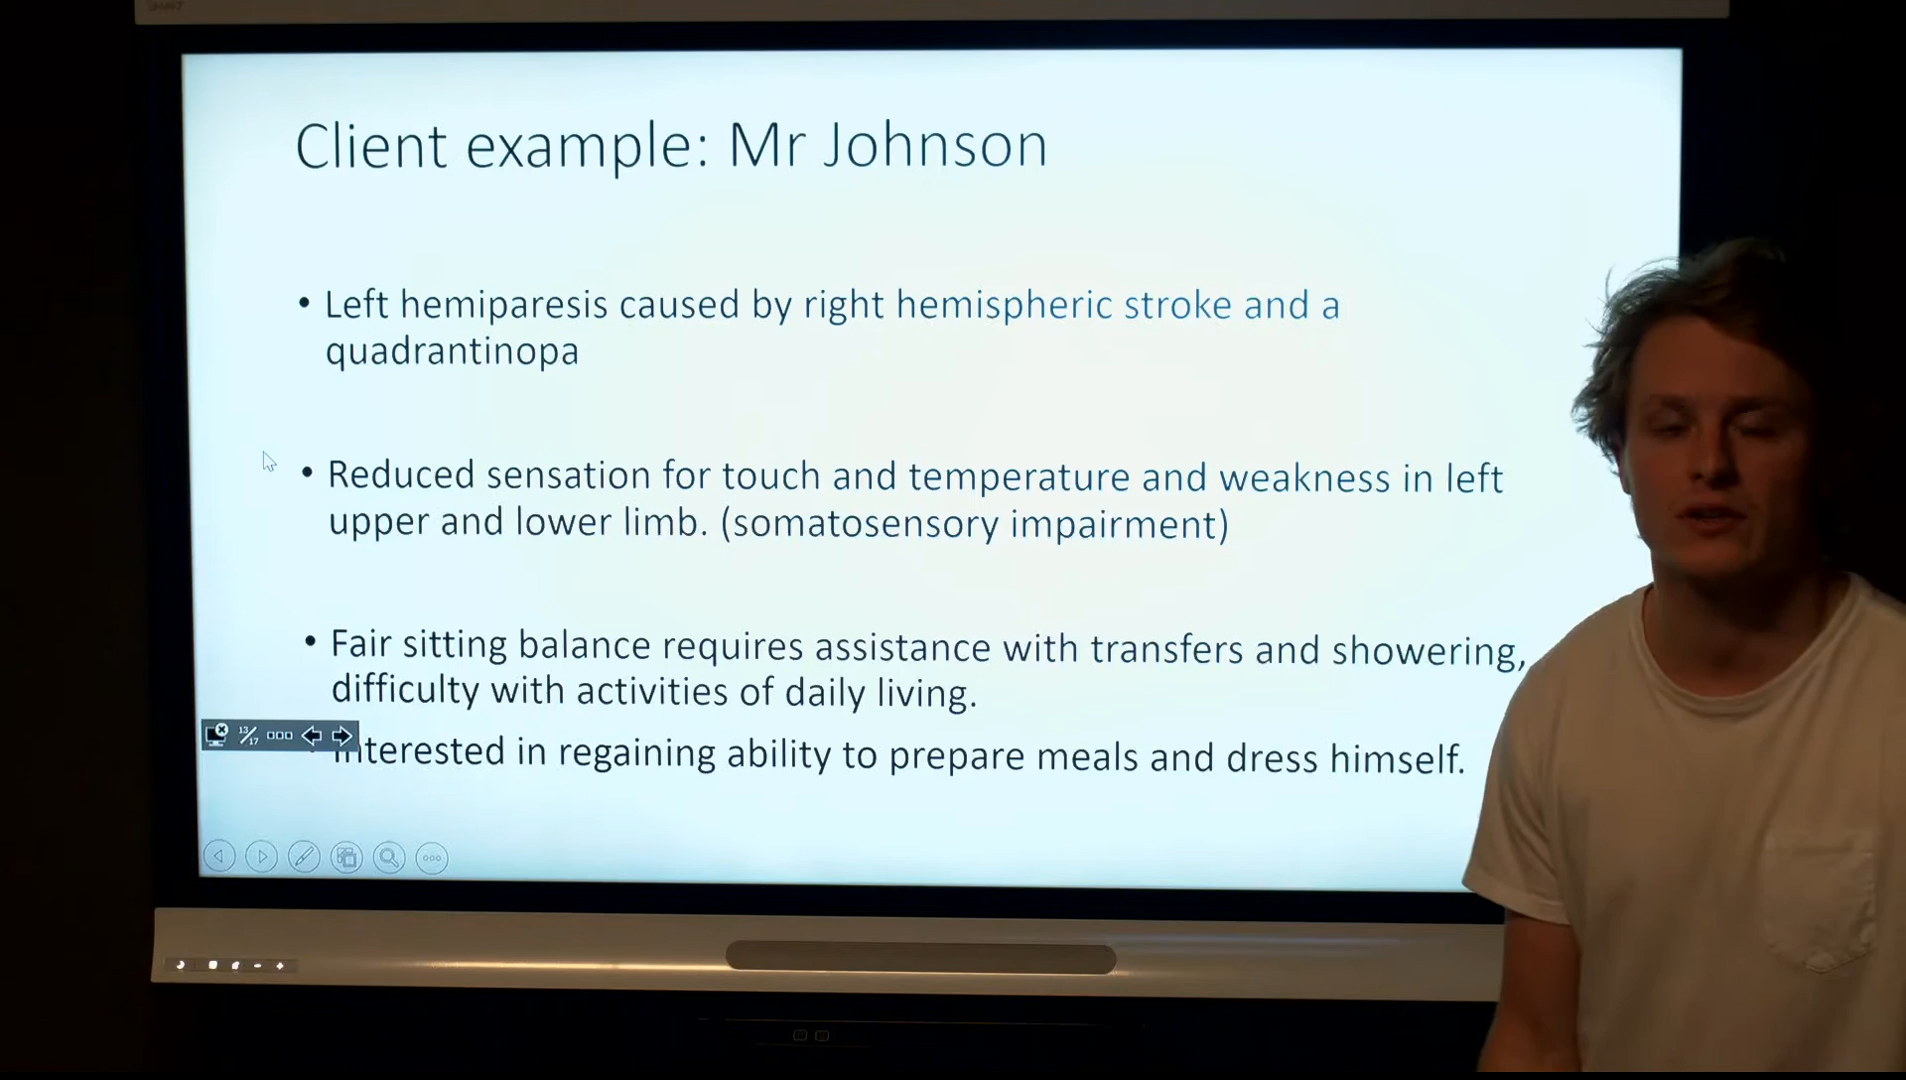 Client example: Mr Johnson
• Left hemiparesis caused by right hemispheric stroke and a
quadrantinopa
• Reduced sensation for touch and temperature and weakness in left
upper and lower limb. (somatosensory impairment)
• Fair sitting balance requires assistance with transfers and showering,
difficulty with activities of daily living.
13/17
Interested in regaining ability to prepare meals and dress himself.